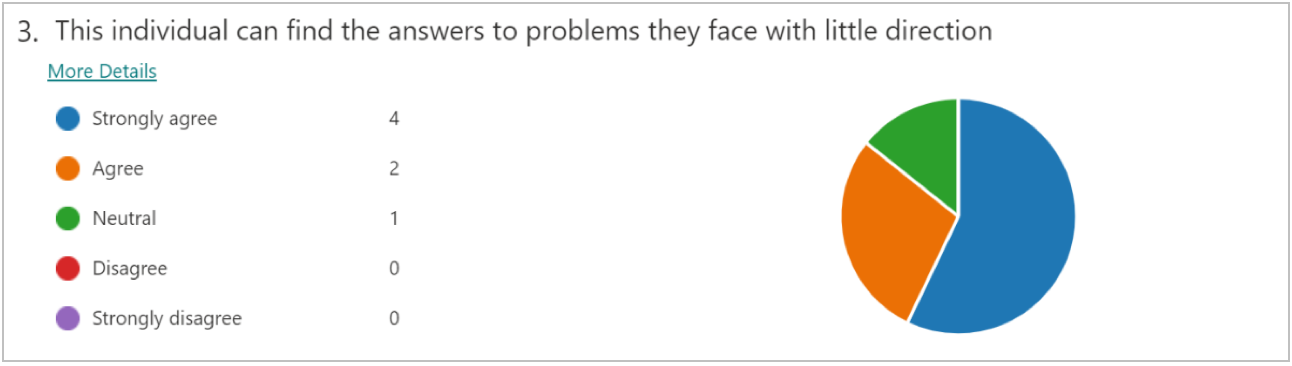 3. This individual can find the answers to problems they face with little direction
More Details
Strongly agree 4
Agree 2
Neutral 1
Disagree 0
Strongly disagree 0